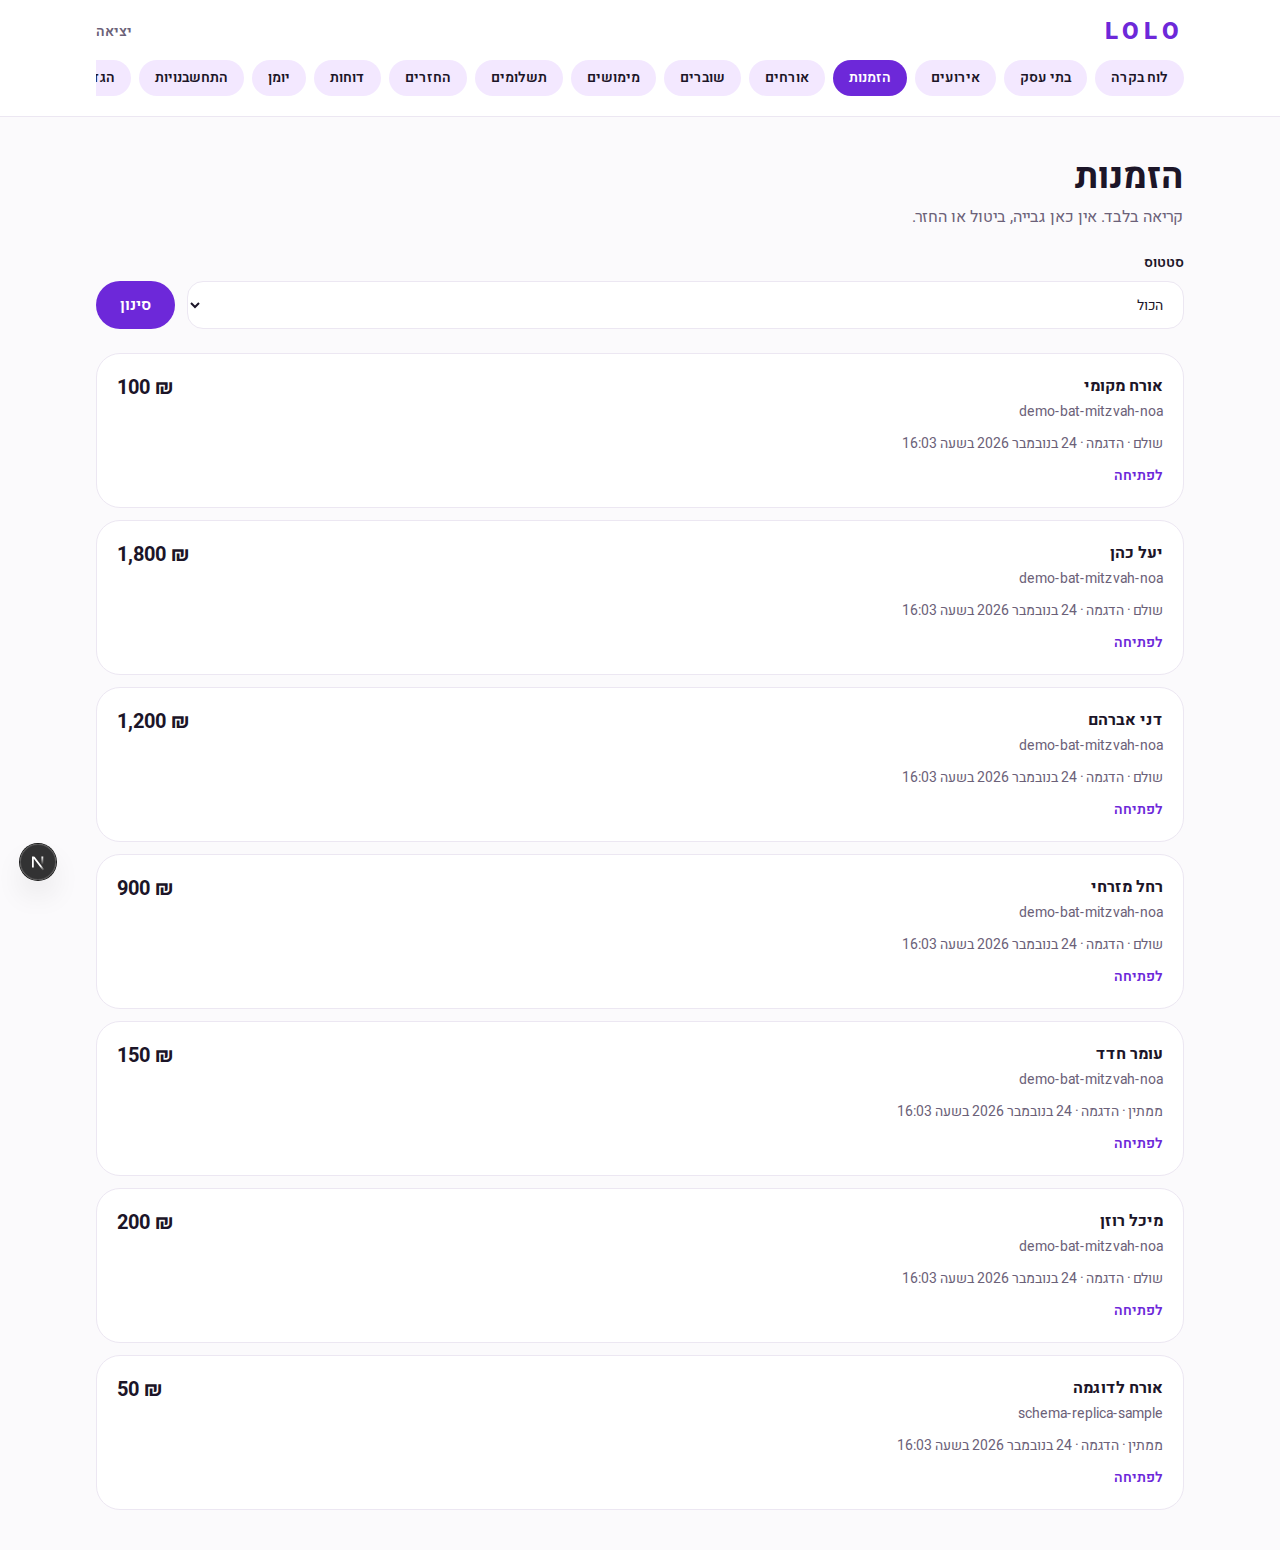 LOLO
יציאה
לוח בקרה
בתי עסק
אירועים
הזמנות
אורחים
שוברים
מימושים
תשלומים
החזרים
דוחות
יומן
התחשבנויות
הזמנות
קריאה בלבד. אין כאן גבייה, ביטול או החזר.
סטטוס
הכול
סינון
אורח מקומי
100 ₪
demo-bat-mitzvah-noa
שולם · הדגמה · 24 בנובמבר 2026 בשעה 16:03
לפתיחה
יעל כהן
1,800 ₪
demo-bat-mitzvah-noa
שולם · הדגמה · 24 בנובמבר 2026 בשעה 16:03
לפתיחה
דני אברהם
1,200 ₪
demo-bat-mitzvah-noa
שולם · הדגמה · 24 בנובמבר 2026 בשעה 16:03
לפתיחה
רחל מזרחי
900 ₪
demo-bat-mitzvah-noa
שולם · הדגמה · 24 בנובמבר 2026 בשעה 16:03
לפתיחה
עומר חדד
150 ₪
demo-bat-mitzvah-noa
ממתין · הדגמה · 24 בנובמבר 2026 בשעה 16:03
לפתיחה
מיכל רוזן
200 ₪
demo-bat-mitzvah-noa
שולם · הדגמה · 24 בנובמבר 2026 בשעה 16:03
לפתיחה
אורח לדוגמה
50 ₪
schema-replica-sample
ממתין · הדגמה · 24 בנובמבר 2026 בשעה 16:03
לפתיחה